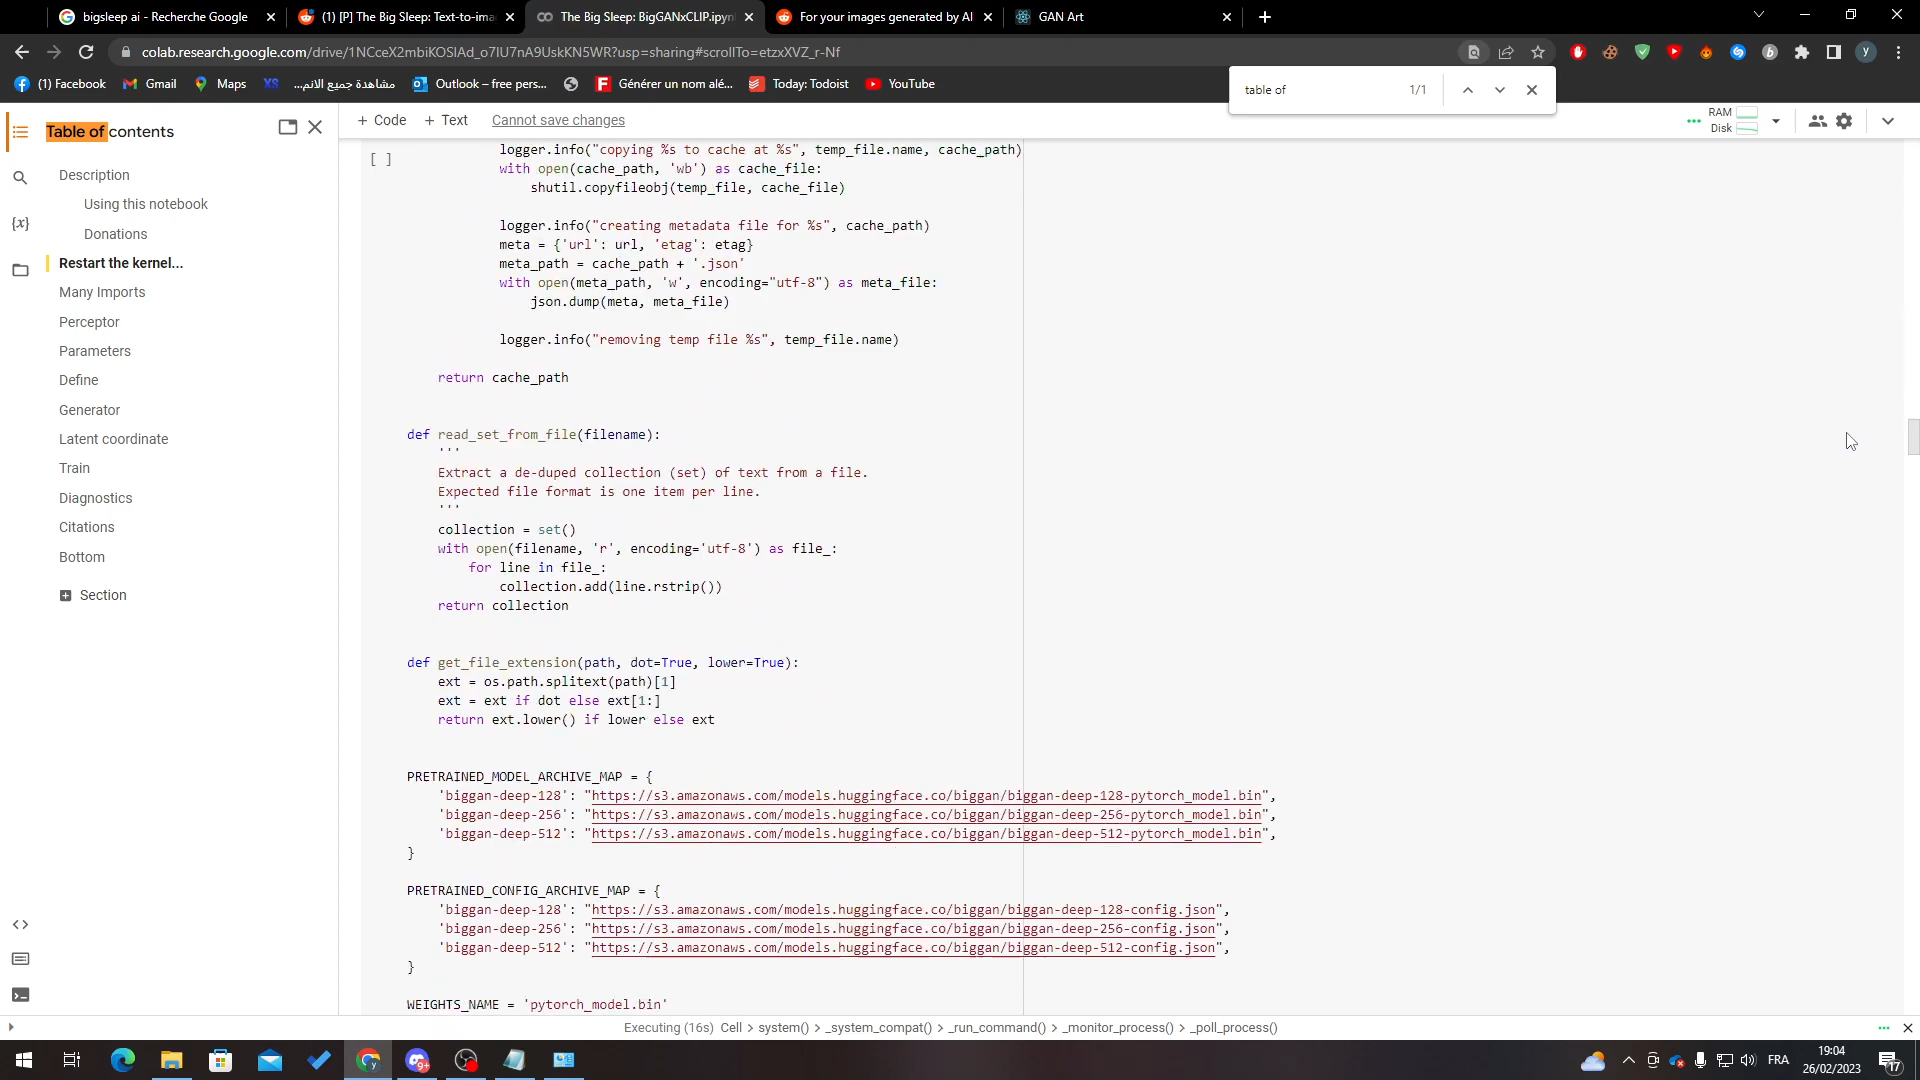 bigsleep ai - Recherche Google
(1) [P] The Big Sleep: Text-to-ima
The Big Sleep: BigGANxCLIP.ipyn
For your images generated by AI
GAN Art
colab.research.google.com/drive/1NCceX2mbiKOSlAd_o7IU7nA9UskKN5WR?usp=sharing#scrollTo=etzxXVZ_r-Nf
(1) Facebook
Gmail
Maps
XS
مشاهدة جميع الانم...
Outlook – free pers...
Générer un nom alé...
Today: Todoist
YouTube
table of
1/1
Table of contents
Description
Using this notebook
Donations
Restart the kernel...
Many Imports
Perceptor
Parameters
Define
Generator
Latent coordinate
Train
Diagnostics
Citations
Bottom
Section
+ Code
+ Text
Cannot save changes
RAM
Disk
[ ]
logger.info("copying %s to cache at %s", temp_file.name, cache_path)
with open(cache_path, 'wb') as cache_file:
shutil.copyfileobj(temp_file, cache_file)
logger.info("creating metadata file for %s", cache_path)
meta = {'url': url, 'etag': etag}
meta_path = cache_path + '.json'
with open(meta_path, 'w', encoding="utf-8") as meta_file:
json.dump(meta, meta_file)
logger.info("removing temp file %s", temp_file.name)
return cache_path
def read_set_from_file(filename):
'''
Extract a de-duped collection (set) of text from a file.
Expected file format is one item per line.
'''
collection = set()
with open(filename, 'r', encoding='utf-8') as file_:
for line in file_:
collection.add(line.rstrip())
return collection
def get_file_extension(path, dot=True, lower=True):
ext = os.path.splitext(path)[1]
ext = ext if dot else ext[1:]
return ext.lower() if lower else ext
PRETRAINED_MODEL_ARCHIVE_MAP = {
'biggan-deep-128': "https://s3.amazonaws.com/models.huggingface.co/biggan/biggan-deep-128-pytorch_model.bin",
'biggan-deep-256': "https://s3.amazonaws.com/models.huggingface.co/biggan/biggan-deep-256-pytorch_model.bin",
'biggan-deep-512': "https://s3.amazonaws.com/models.huggingface.co/biggan/biggan-deep-512-pytorch_model.bin",
}
PRETRAINED_CONFIG_ARCHIVE_MAP = {
'biggan-deep-128': "https://s3.amazonaws.com/models.huggingface.co/biggan/biggan-deep-128-config.json",
'biggan-deep-256': "https://s3.amazonaws.com/models.huggingface.co/biggan/biggan-deep-256-config.json",
'biggan-deep-512': "https://s3.amazonaws.com/models.huggingface.co/biggan/biggan-deep-512-config.json",
}
WEIGHTS_NAME = 'pytorch_model.bin'
Executing (16s) Cell > system() > _system_compat() > _run_command() > _monitor_process() > _poll_process()
FRA
19:04
26/02/2023
17